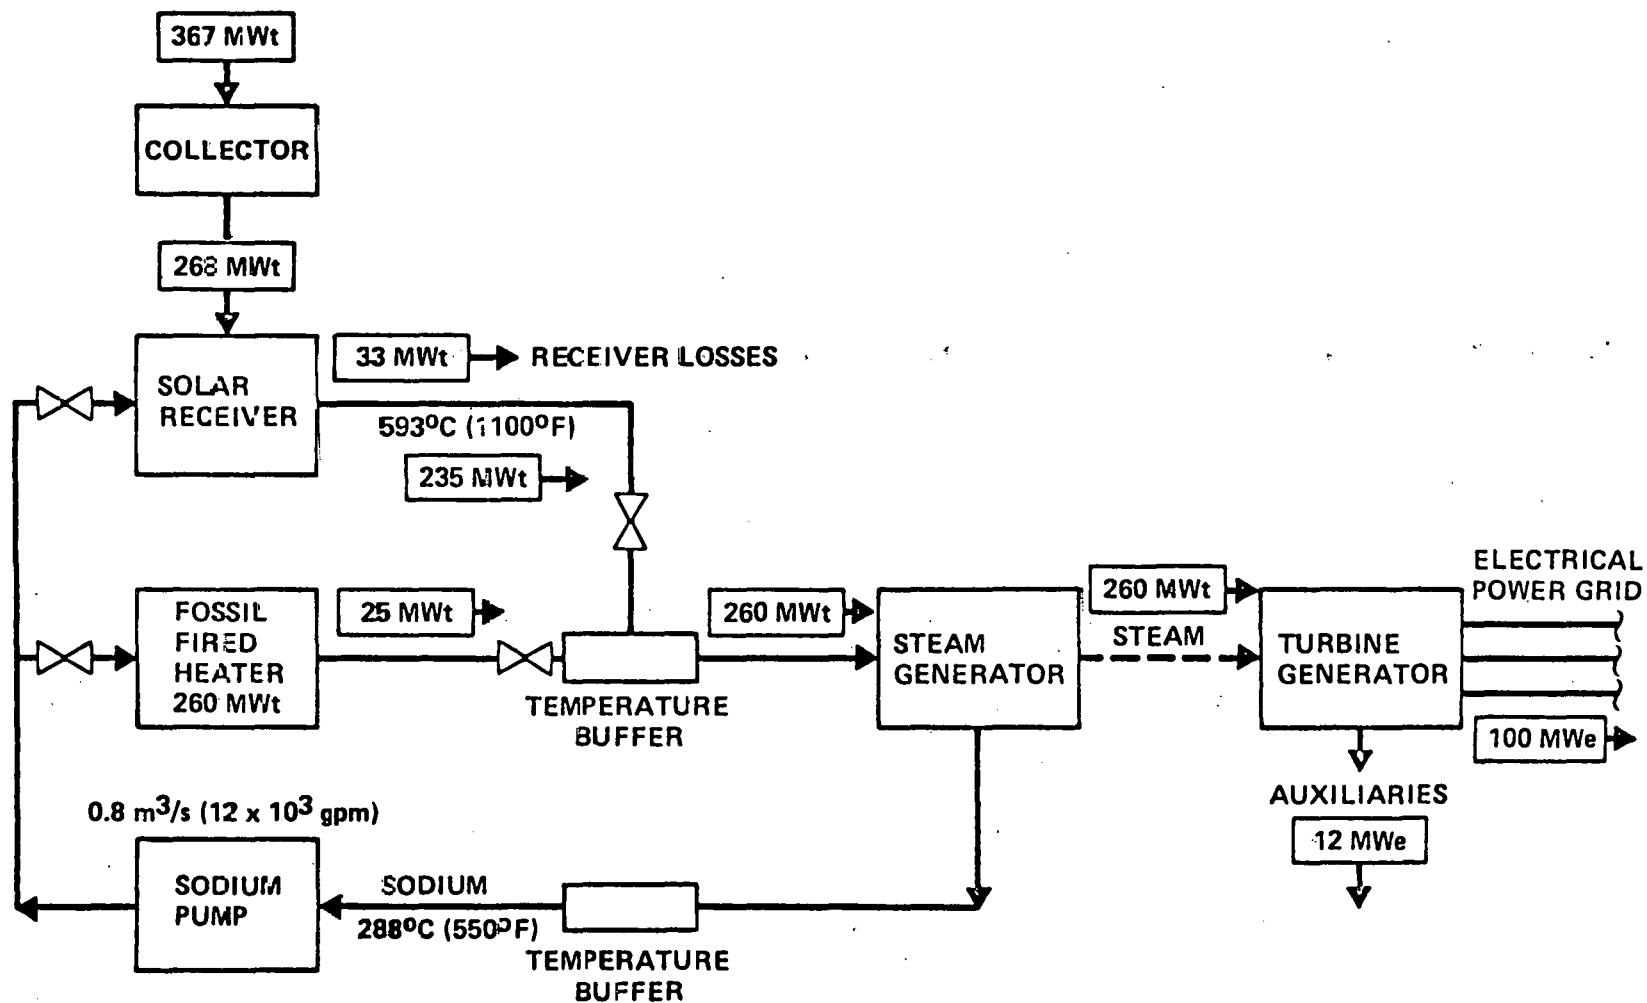 367 MWt
COLLECTOR
268 MWt
33 MWt
RECEIVER LOSSES
SOLAR
RECEIVER
593°C (1100°F)
235 MWt
FOSSIL
FIRED
HEATER
260 MWt
25 MWt
TEMPERATURE
BUFFER
260 MWt
STEAM
GENERATOR
260 MWt
STEAM
TURBINE
GENERATOR
ELECTRICAL
POWER GRID
100 MWe
AUXILIARIES
12 MWe
0.8 m³/s (12 x 10³ gpm)
SODIUM
PUMP
SODIUM
288°C (550°F)
TEMPERATURE
BUFFER